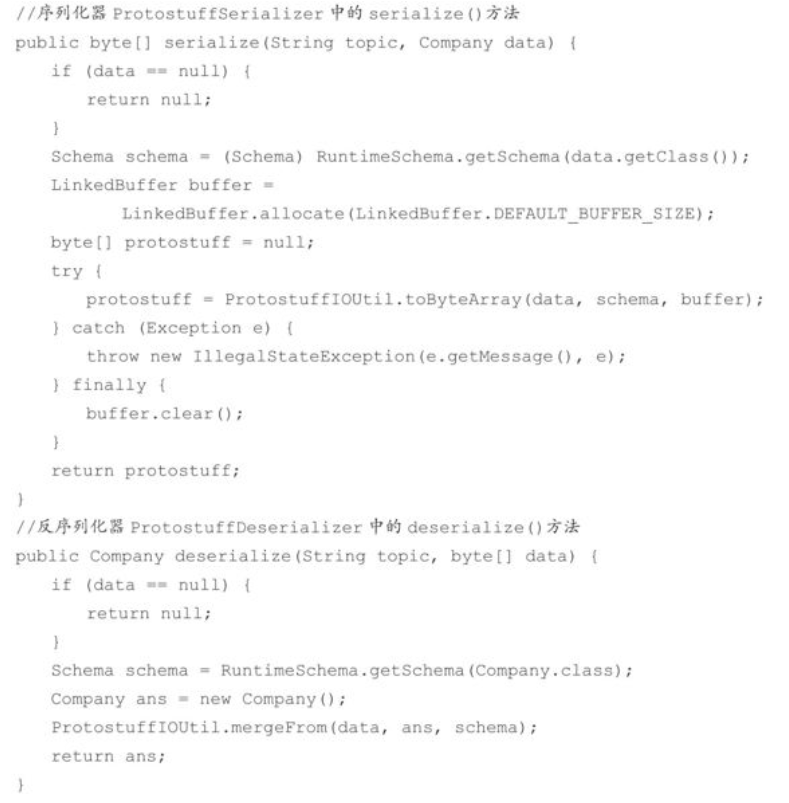 //序列化器 ProtostuffSerializer 中的 serialize()方法
public byte[] serialize(String topic, Company data) {
    if (data == null) {
        return null;
    }
    Schema schema = (Schema) RuntimeSchema.getSchema(data.getClass());
    LinkedBuffer buffer =
            LinkedBuffer.allocate(LinkedBuffer.DEFAULT_BUFFER_SIZE);
    byte[] protostuff = null;
    try {
        protostuff = ProtostuffIOUtil.toByteArray(data, schema, buffer);
    } catch (Exception e) {
        throw new IllegalStateException(e.getMessage(), e);
    } finally {
        buffer.clear();
    }
    return protostuff;
}
//反序列化器 ProtostuffDeserializer 中的 deserialize()方法
public Company deserialize(String topic, byte[] data) {
    if (data == null) {
        return null;
    }
    Schema schema = RuntimeSchema.getSchema(Company.class);
    Company ans = new Company();
    ProtostuffIOUtil.mergeFrom(data, ans, schema);
    return ans;
}